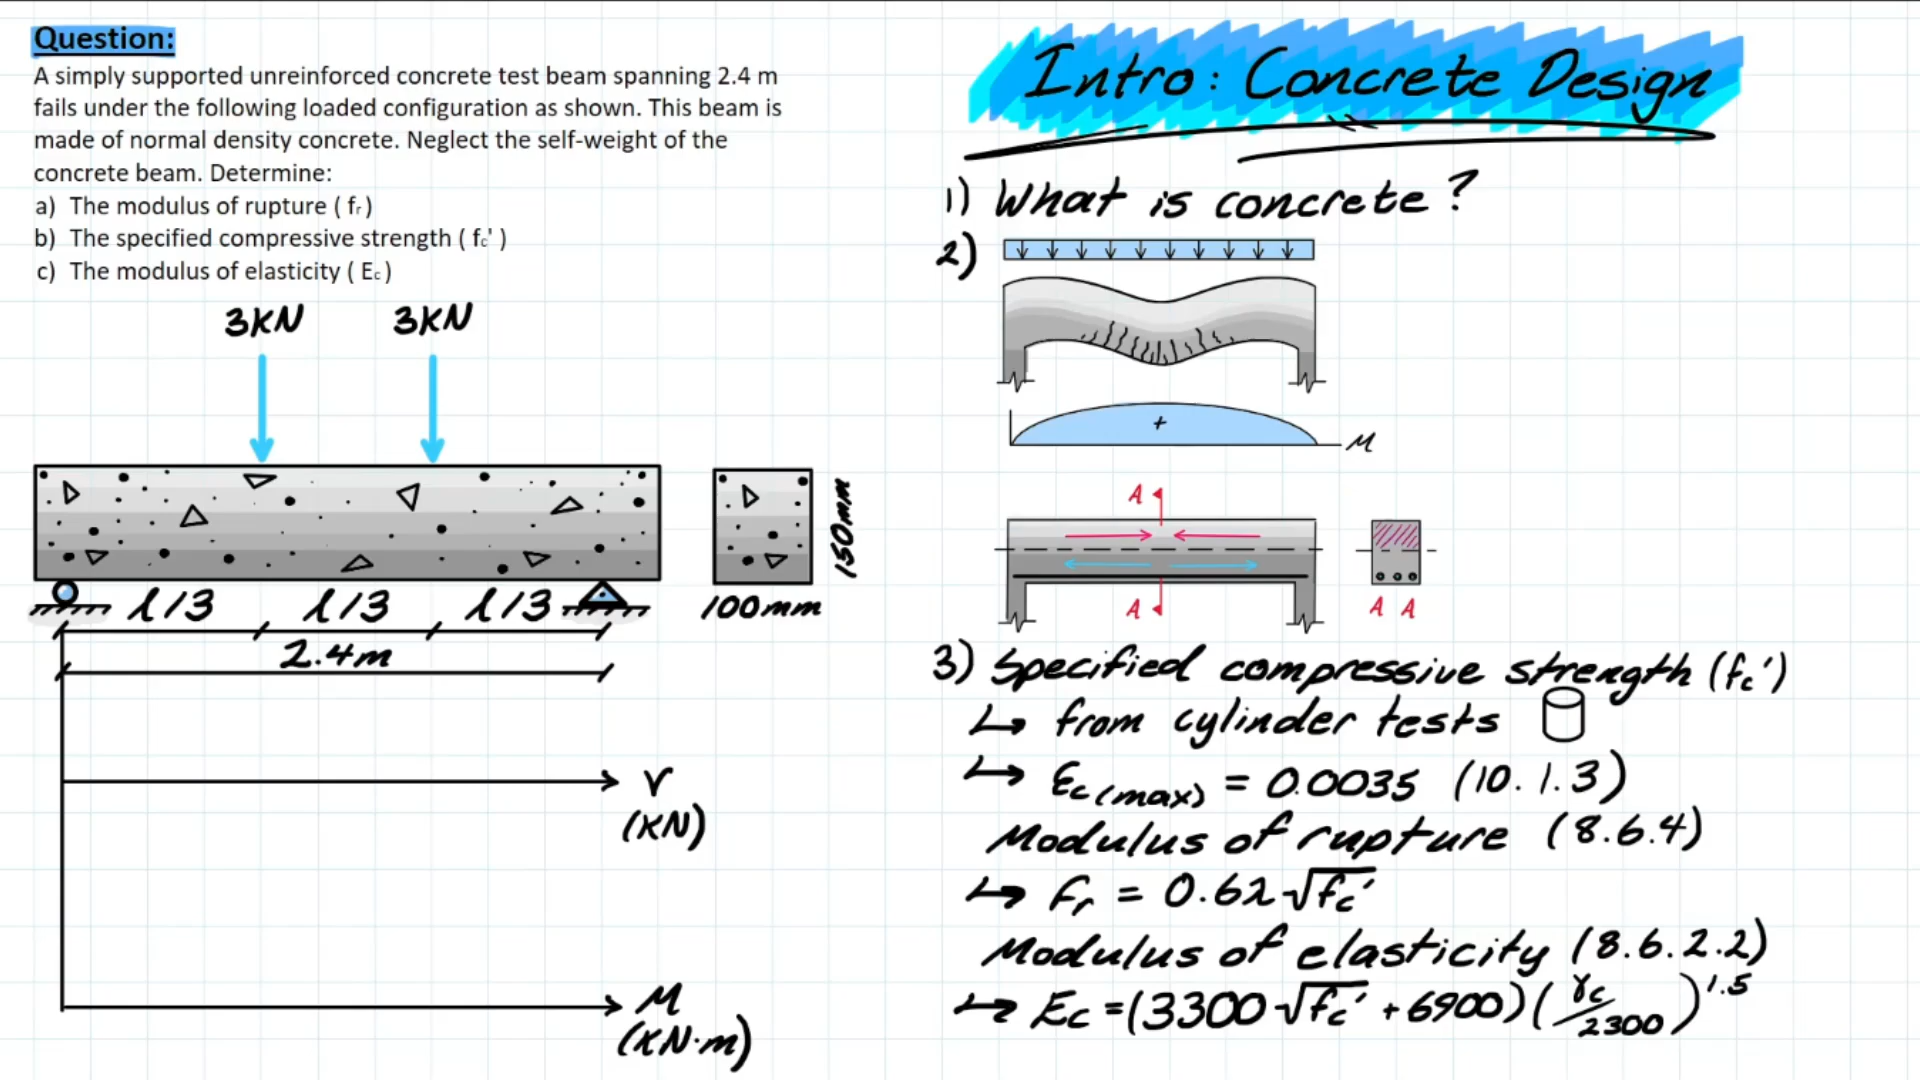 Question:
A simply supported unreinforced concrete test beam spanning 2.4 m
fails under the following loaded configuration as shown. This beam is
made of normal density concrete. Neglect the self-weight of the
concrete beam. Determine:
a) The modulus of rupture ( fr )
b) The specified compressive strength ( fc' )
c) The modulus of elasticity ( Ec )
3KN 3KN
150mm
l/3 l/3 l/3
100mm
2.4m
V
(KN)
M
(KN·m)
Intro: Concrete Design
1) What is concrete?
2)
+
M
A
A
A A
3) Specified compressive strength (fc')
↳ from cylinder tests
↳ Ɛc(max) = 0.0035 (10.1.3)
Modulus of rupture (8.6.4)
↳ fr = 0.62√fc'
Modulus of elasticity (8.6.2.2)
↳ Ec = (3300√fc' + 6900)(γc/2300)^1.5